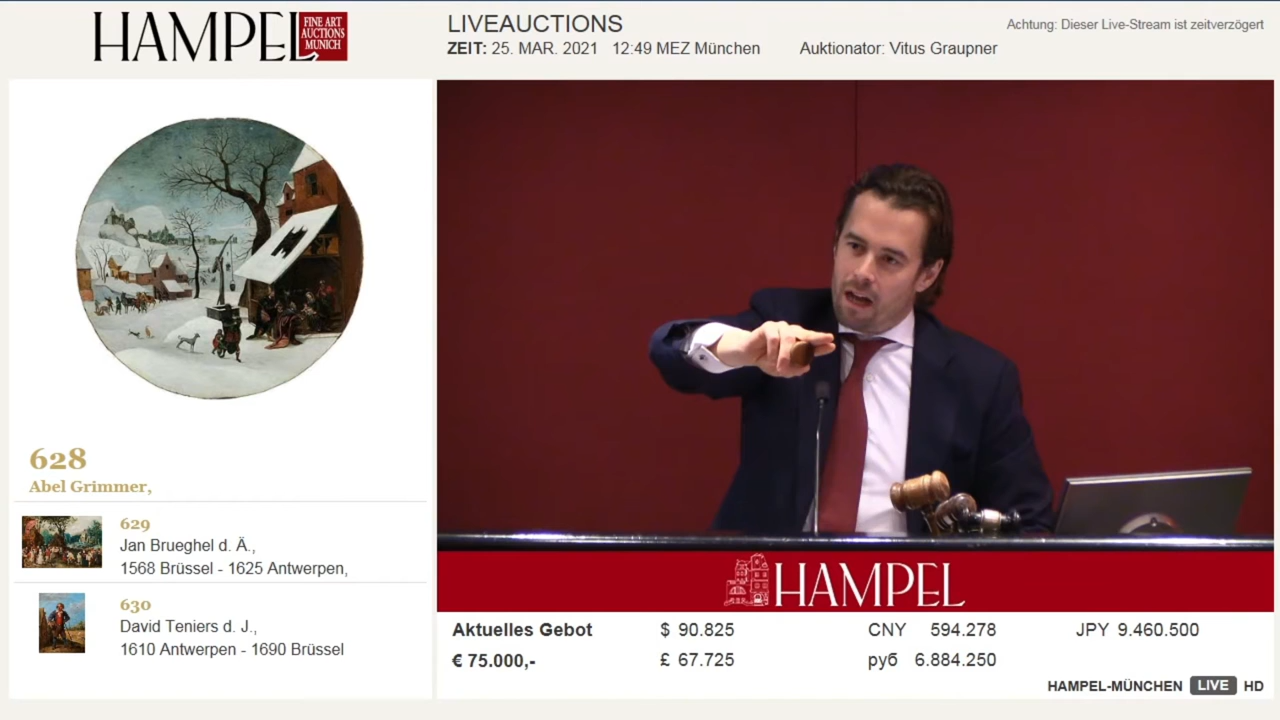 HAMPEL
FINE ART
AUCTIONS
MUNICH
LIVEAUCTIONS
ZEIT: 25. MAR. 2021 12:49 MEZ München
Auktionator: Vitus Graupner
Achtung: Dieser Live-Stream ist zeitverzögert
628
Abel Grimmer,
629
Jan Brueghel d. Ä.,
1568 Brüssel - 1625 Antwerpen,
630
David Teniers d. J.,
1610 Antwerpen - 1690 Brüssel
HAMPEL
Aktuelles Gebot $ 90.825 CNY 594.278 JPY 9.460.500
€ 75.000,- £ 67.725 руб 6.884.250
HAMPEL-MÜNCHEN LIVE HD